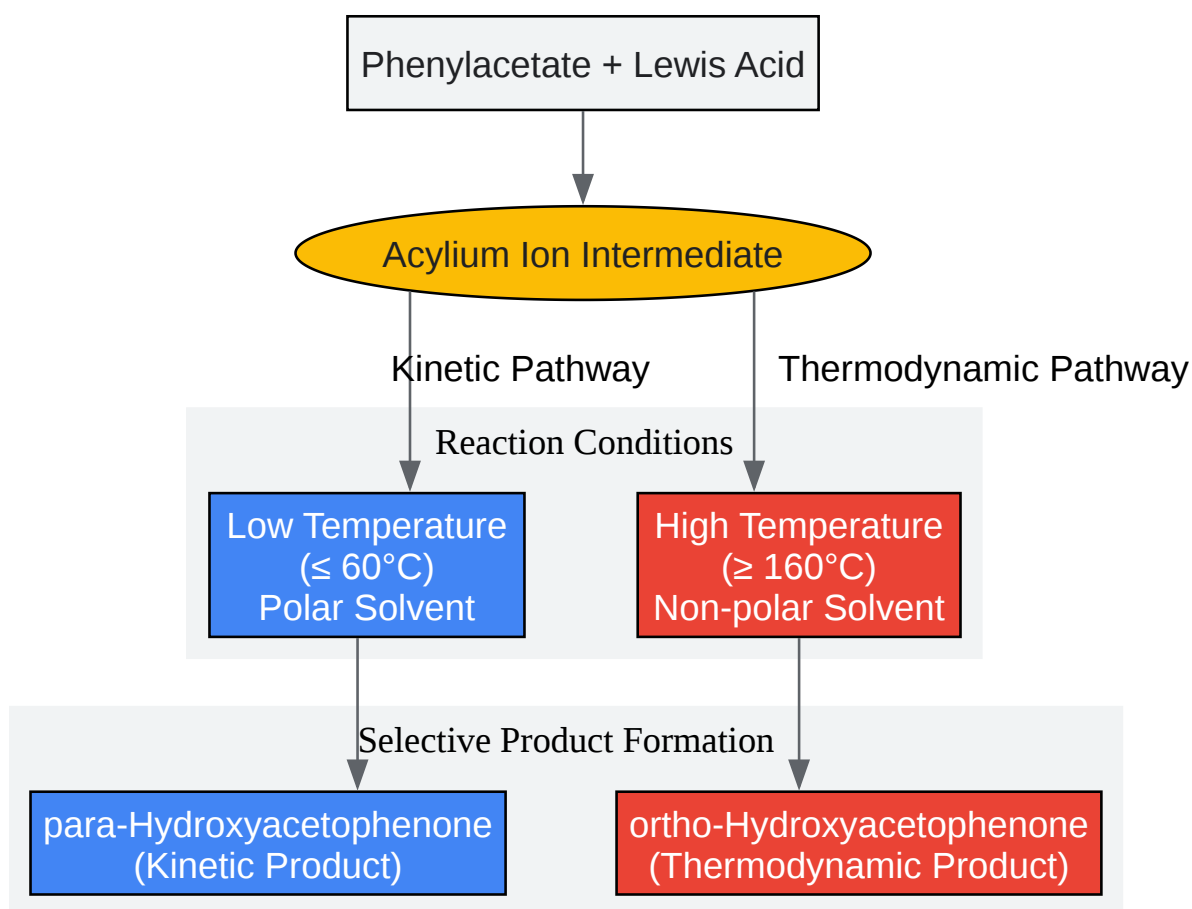 Phenylacetate + Lewis Acid
Acylium Ion Intermediate
Kinetic Pathway
Thermodynamic Pathway
Reaction Conditions
Low Temperature
(≤ 60°C)
Polar Solvent
High Temperature
(≥ 160°C)
Non-polar Solvent
Selective Product Formation
para-Hydroxyacetophenone
(Kinetic Product)
ortho-Hydroxyacetophenone
(Thermodynamic Product)